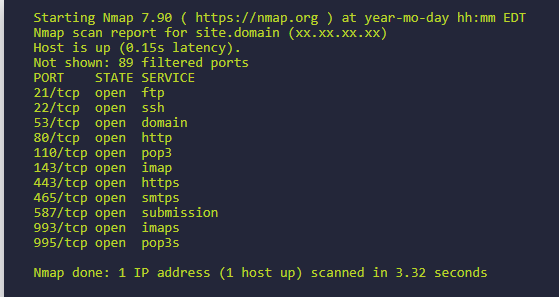 Starting Nmap 7.90 ( https://nmap.org ) at year-mo-day hh:mm EDT
Nmap scan report for site.domain (xx.xx.xx.xx)
Host is up (0.15s latency).
Not shown: 89 filtered ports
PORT    STATE SERVICE
21/tcp  open  ftp
22/tcp  open  ssh
53/tcp  open  domain
80/tcp  open  http
110/tcp open  pop3
143/tcp open  imap
443/tcp open  https
465/tcp open  smtps
587/tcp open  submission
993/tcp open  imaps
995/tcp open  pop3s
Nmap done: 1 IP address (1 host up) scanned in 3.32 seconds